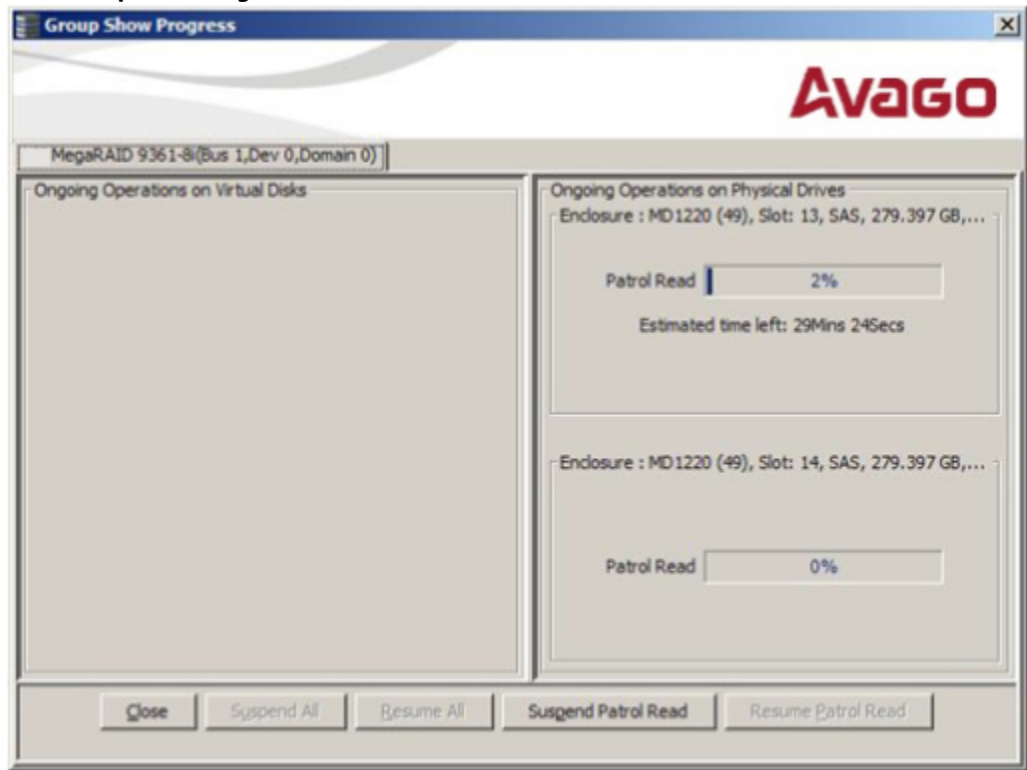 Group Show Progress
Avago
MegaRAID 9361-8i(Bus 1,Dev 0,Domain 0)
Ongoing Operations on Virtual Disks
Ongoing Operations on Physical Drives
Enclosure : MD1220 (49), Slot: 13, SAS, 279.397 GB,...
Patrol Read
2%
Estimated time left: 29Mins 24Secs
Enclosure : MD1220 (49), Slot: 14, SAS, 279.397 GB,...
Patrol Read
0%
Close
Suspend All
Resume All
Suspend Patrol Read
Resume Patrol Read